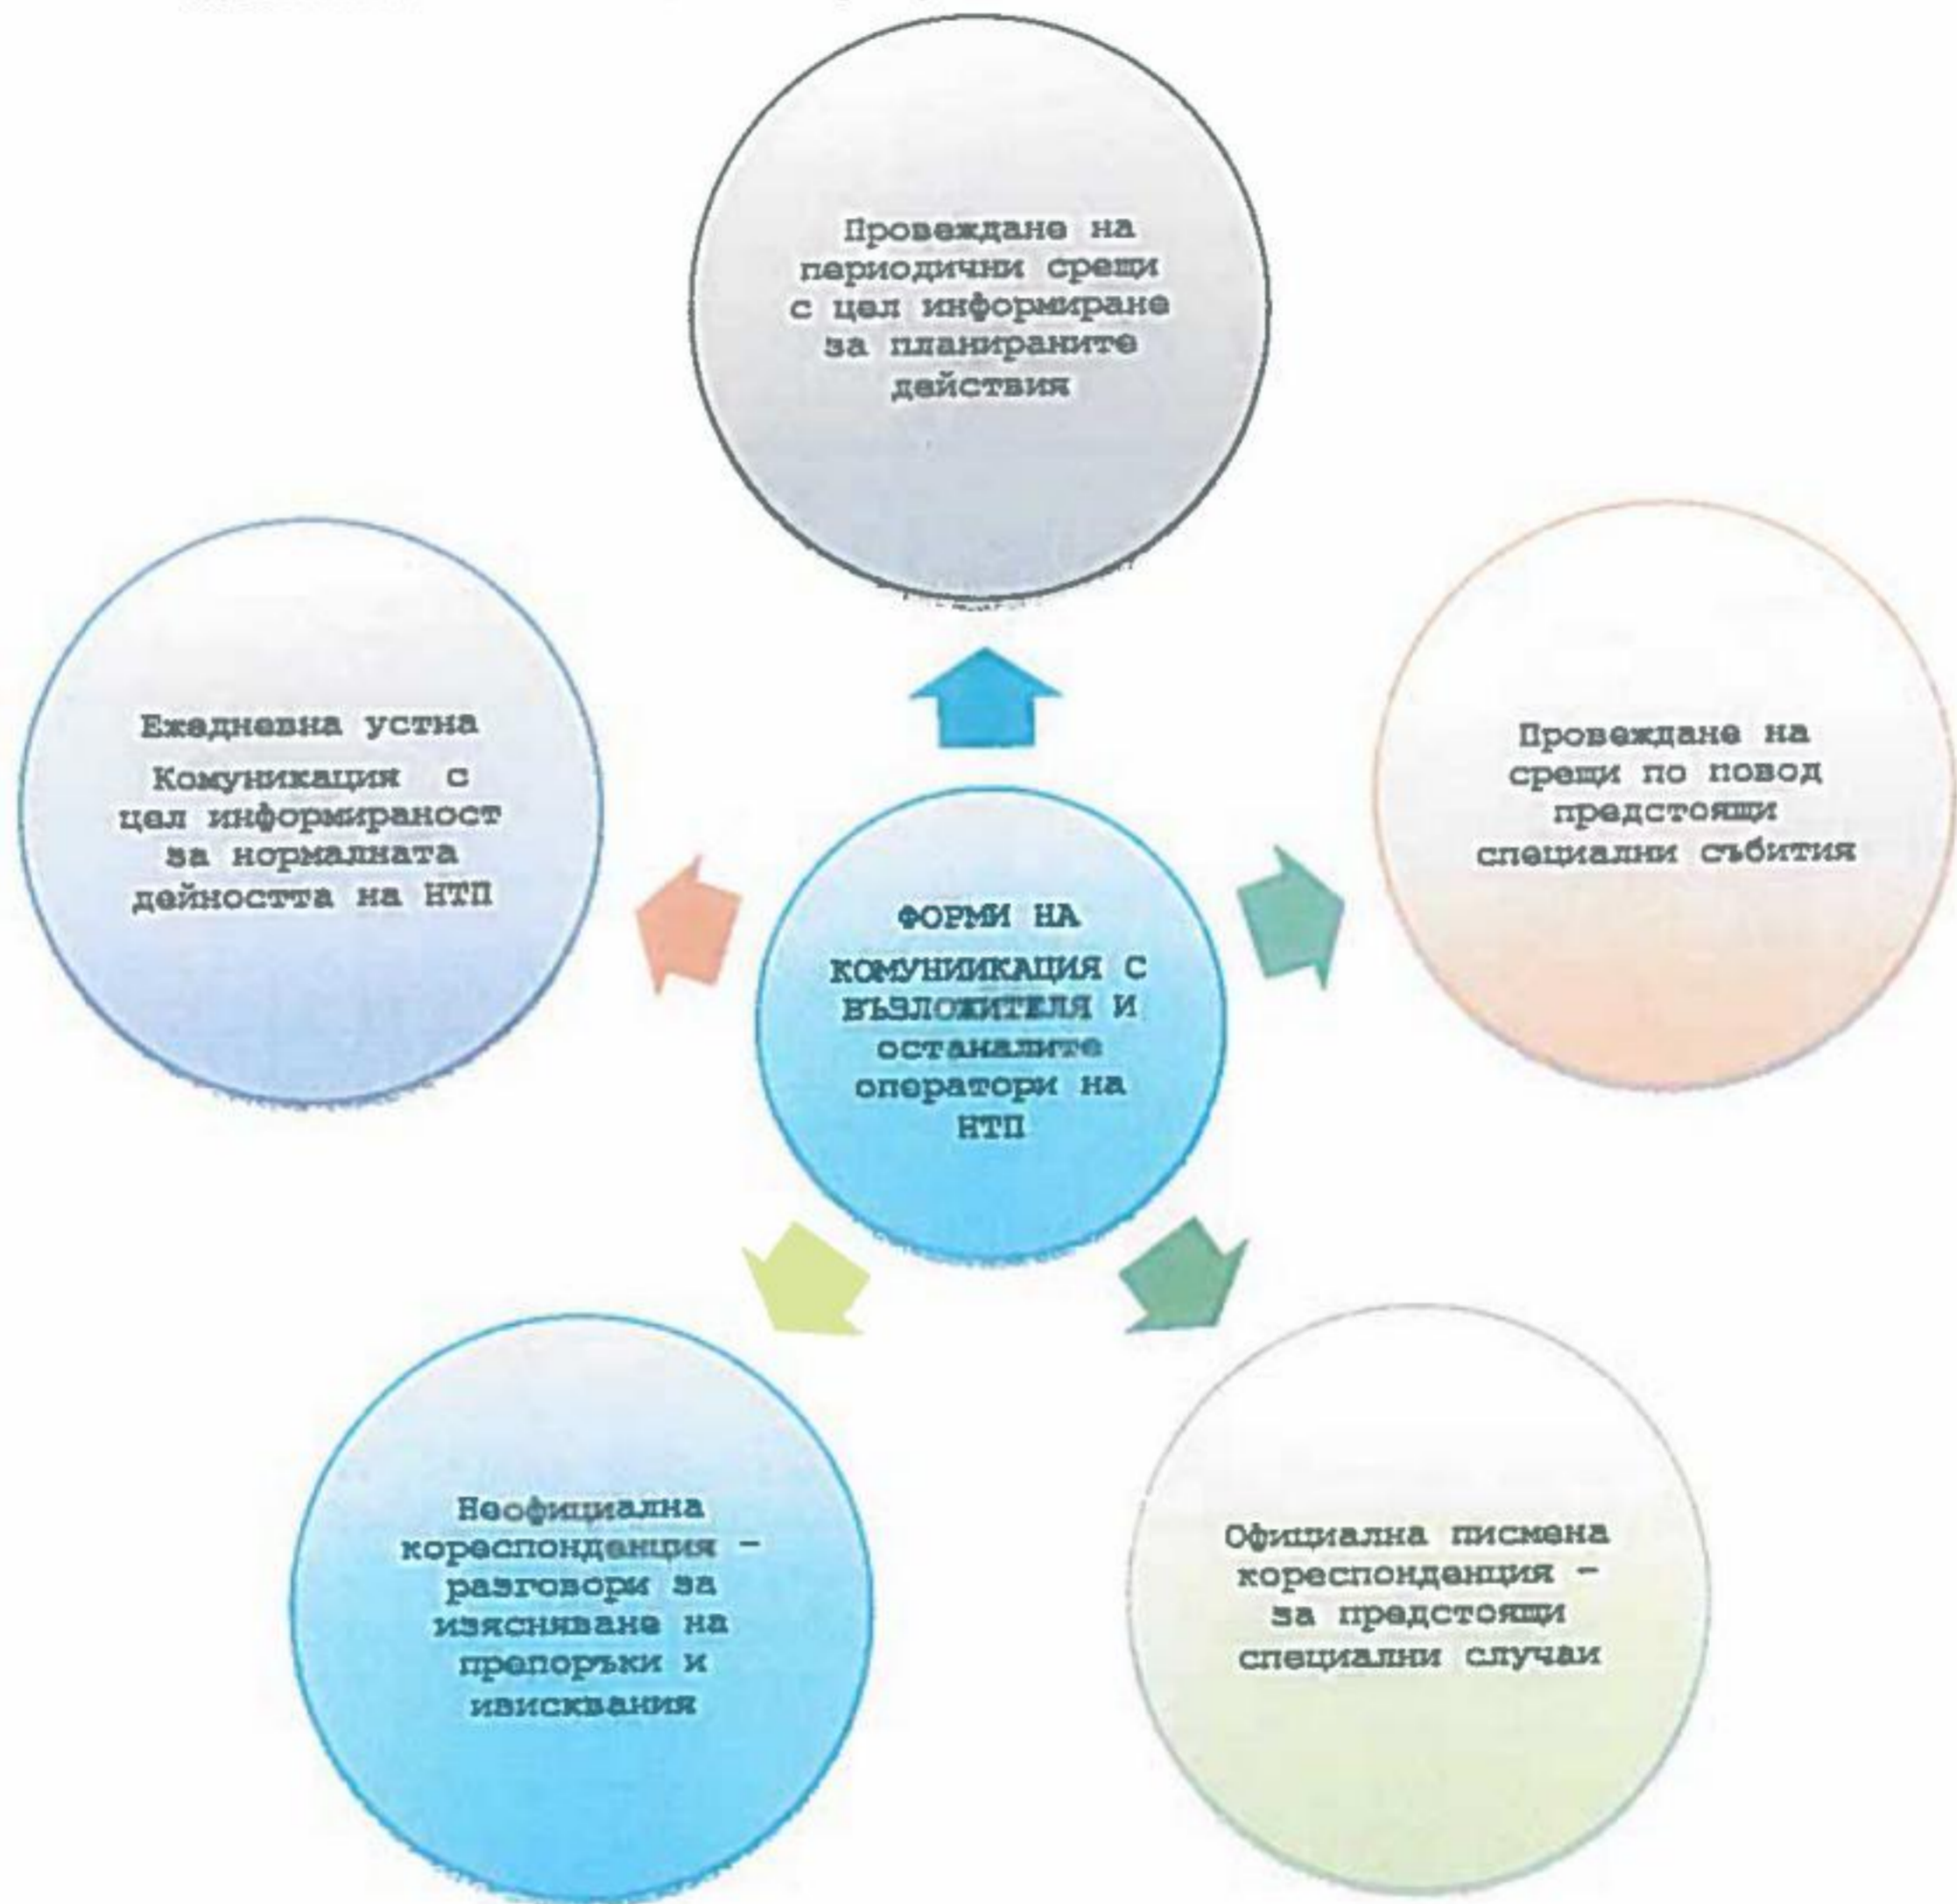 Провеждане на
периодични срещи
с цел информиране
за планираните
действия
Ежедневна устна
Комуникация с
цел информираност
за нормалната
дейността на НТП
Провеждане на
срещи по повод
предстоящи
специални събития
ФОРМИ НА
КОМУНИИКАЦИЯ С
ВЪЗЛОЖИТЕЛЯ И
останалите
оператори на
НТП
Неофициална
кореспонденция –
разговори за
изясняване на
препоръки и
изисквания
Официална писмена
кореспонденция –
за предстоящи
специални случаи